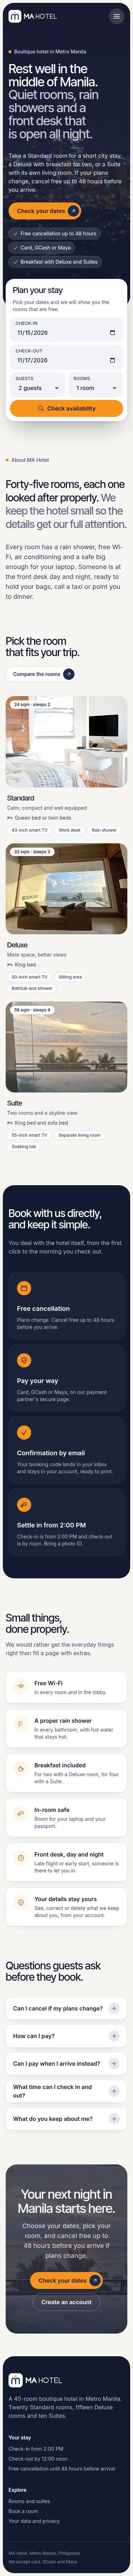 MA HOTEL
Boutique hotel in Metro Manila
Rest well in the
middle of Manila.
Quiet rooms, rain
showers and a
front desk that
is open all night.
Take a Standard room for a short city stay,
a Deluxe with breakfast for two, or a Suite
with its own living room. If your plans
change, cancel free up to 48 hours before
you arrive.
Check your dates
Free cancellation up to 48 hours
Card, GCash or Maya
Breakfast with Deluxe and Suites
Plan your stay
Pick your dates and we will show you the
rooms that are free.
CHECK-IN
11/15/2026
CHECK-OUT
11/17/2026
GUESTS
2 guests
ROOMS
1 room
Check availability
About MA Hotel
Forty-five rooms, each one
looked after properly. We
keep the hotel small so the
details get our full attention.
Every room has a rain shower, free Wi-
Fi, air conditioning and a safe big
enough for your laptop. Someone is at
the front desk day and night, ready to
hold your bags, call a taxi or point you
to dinner.
Pick the room
that fits your trip.
Compare the rooms
24 sqm · sleeps 2
Standard
Calm, compact and well equipped
Queen bed or twin beds
43-inch smart TV
Work desk
Rain shower
32 sqm · sleeps 3
Deluxe
More space, better views
King bed
50-inch smart TV
Sitting area
Bathtub and shower
58 sqm · sleeps 4
Suite
Two rooms and a skyline view
King bed and sofa bed
55-inch smart TV
Separate living room
Soaking tub
Book with us directly,
and keep it simple.
You deal with the hotel itself, from the first
click to the morning you check out.
Free cancellation
Plans change. Cancel free up to 48 hours
before you arrive.
Pay your way
Card, GCash or Maya, on our payment
partner's secure page.
Confirmation by email
Your booking code lands in your inbox
and stays in your account, ready to print.
Settle in from 2:00 PM
Check-in is from 2:00 PM and check-out
is by noon. Bring a photo ID.
Small things,
done properly.
We would rather get the everyday things
right then fill a page with extras.
Free Wi-Fi
In every room and in the lobby.
A proper rain shower
In every bathroom, with hot water
that stays hot.
Breakfast included
For two with a Deluxe room, for four
with a Suite.
In-room safe
Room for your laptop and your
passport.
Front desk, day and night
Late flight or early start, someone is
there to let you in.
Your details stay yours
See, correct or delete what we keep
about you, from your account.
Questions guests ask
before they book.
Can I cancel if my plans change?
How can I pay?
Can I pay when I arrive instead?
What time can I check in and
out?
What do you keep about me?
Your next night in
Manila starts here.
Choose your dates, pick your
room, and cancel free up to
48 hours before you arrive if
plans change.
Check your dates
Create an account
MA HOTEL
A 45-room boutique hotel in Metro Manila.
Twenty Standard rooms, fifteen Deluxe
rooms and ten Suites.
Your stay
Check-in from 2:00 PM
Check-out by 12:00 noon
Free cancellation until 48 hours before arrival
Explore
Rooms and suites
Book a room
Your data and privacy
MA Hotel, Metro Manila, Philippines
We accept card, GCash and Maya.